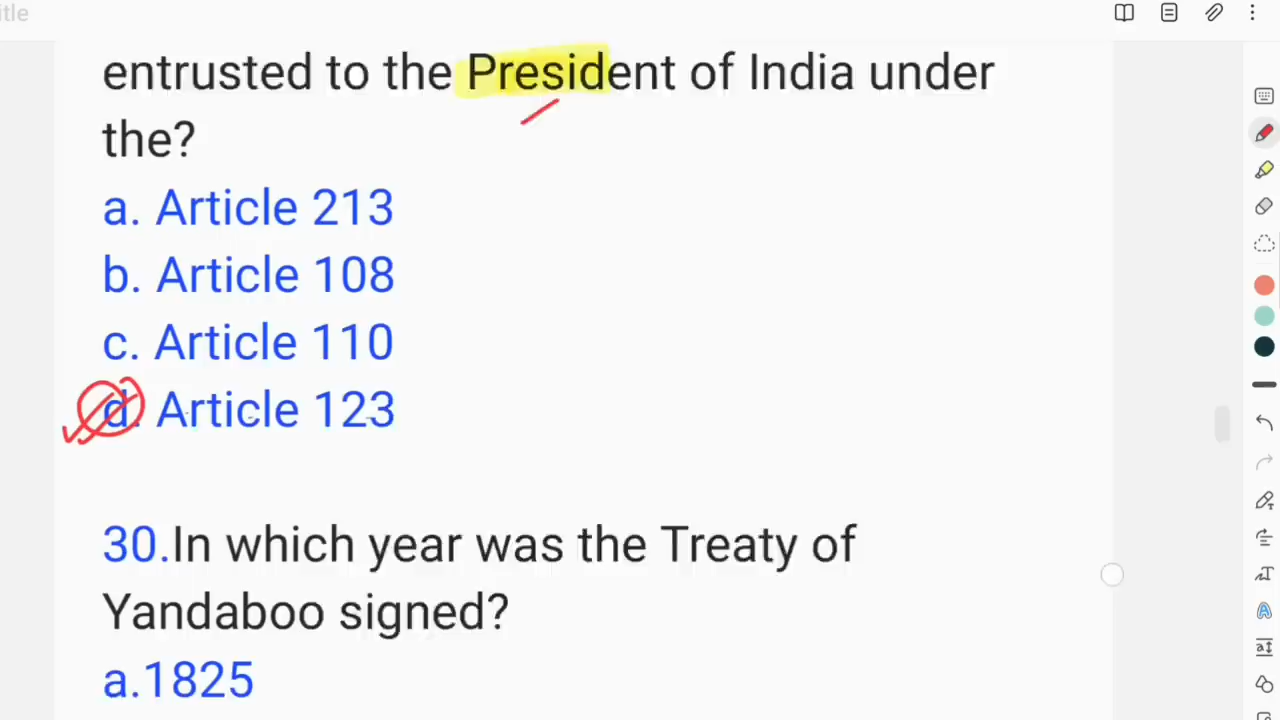 itle
entrusted to the President of India under
the?
a. Article 213
b. Article 108
c. Article 110
d. Article 123
30.In which year was the Treaty of
Yandaboo signed?
a.1825